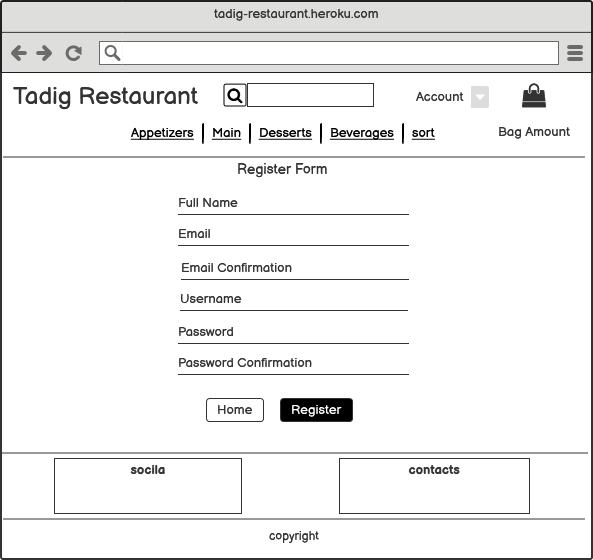 tadig-restaurant.heroku.com
Tadig Restaurant
Account
Appetizers Main Desserts Beverages sort
Bag Amount
Register Form
Full Name
Email
Email Confirmation
Username
Password
Password Confirmation
Home Register
socila contacts
copyright